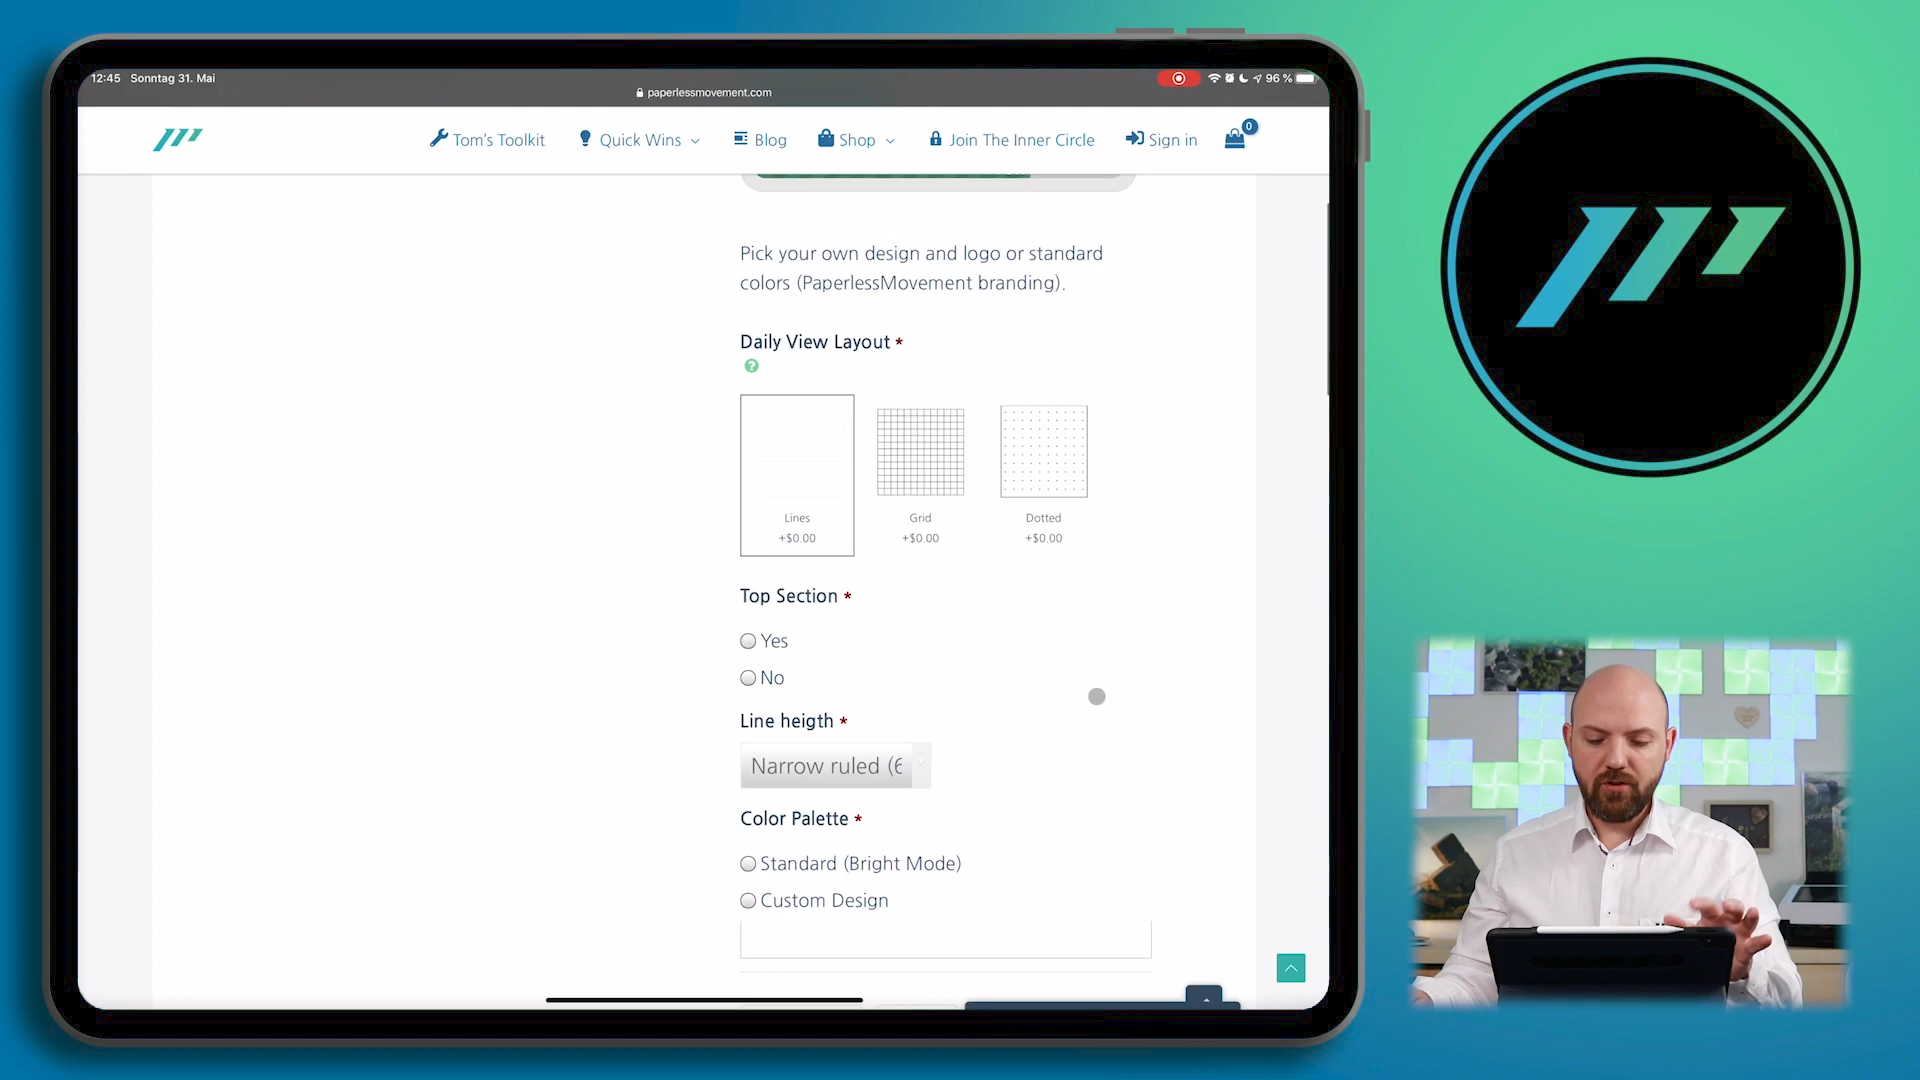 12:45 Sonntag 31. Mai
96 %
paperlessmovement.com
Tom's Toolkit
Quick Wins
Blog
Shop
Join The Inner Circle
Sign in
0
Pick your own design and logo or standard
colors (PaperlessMovement branding).
Daily View Layout *
?
Lines
+$0.00
Grid
+$0.00
Dotted
+$0.00
Top Section *
Yes
No
Line heigth *
Narrow ruled (6
Color Palette *
Standard (Bright Mode)
Custom Design